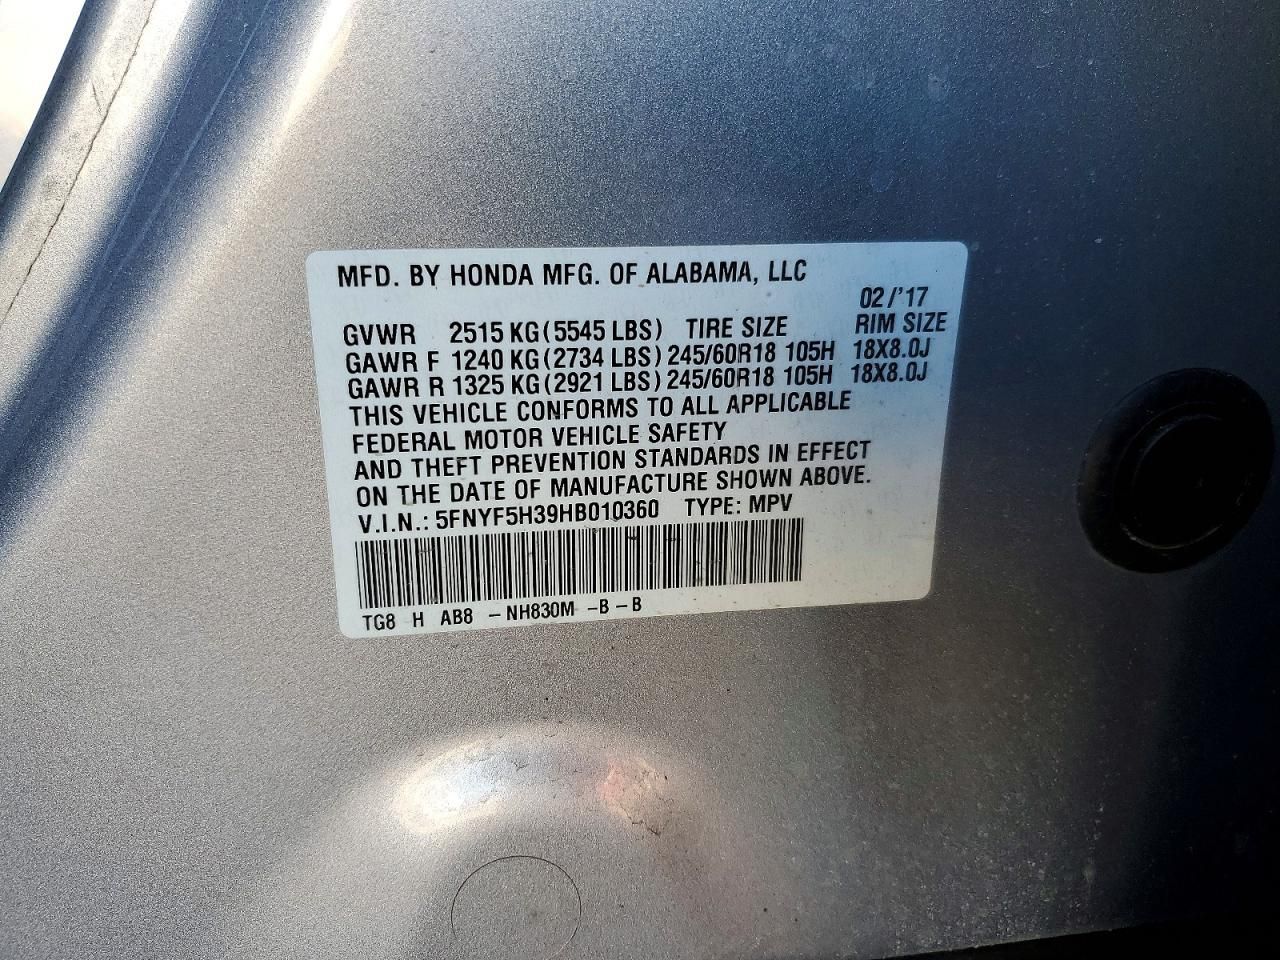 MFD. BY HONDA MFG. OF ALABAMA, LLC
02/'17
GVWR 2515 KG(5545 LBS) TIRE SIZE RIM SIZE
GAWR F 1240 KG(2734 LBS) 245/60R18 105H 18X8.0J
GAWR R 1325 KG(2921 LBS) 245/60R18 105H 18X8.0J
THIS VEHICLE CONFORMS TO ALL APPLICABLE
FEDERAL MOTOR VEHICLE SAFETY
AND THEFT PREVENTION STANDARDS IN EFFECT
ON THE DATE OF MANUFACTURE SHOWN ABOVE.
V.I.N.: 5FNYF5H39HB010360 TYPE: MPV
TG8 H AB8 -NH830M -B-B